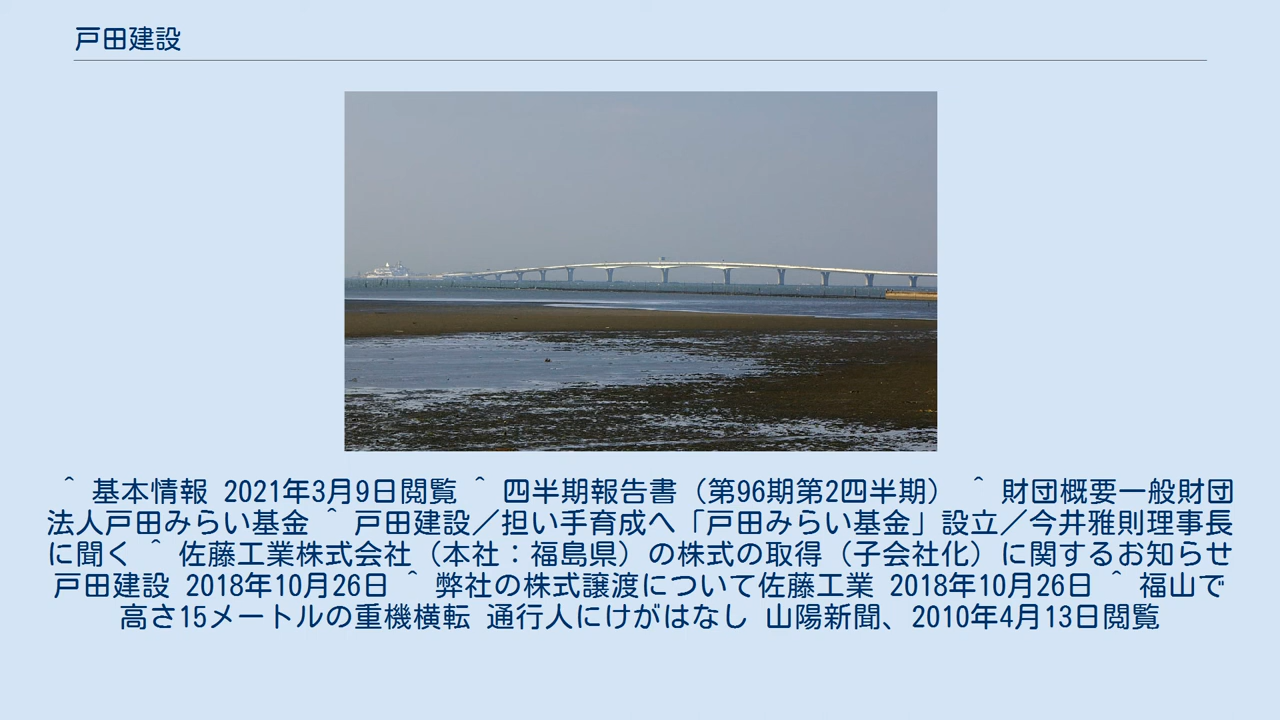 戸田建設
^ 基本情報 2021年3月9日閲覧 ^ 四半期報告書（第96期第2四半期） ^ 財団概要一般財団
法人戸田みらい基金 ^ 戸田建設／担い手育成へ「戸田みらい基金」設立／今井雅則理事長
に聞く ^ 佐藤工業株式会社（本社：福島県）の株式の取得（子会社化）に関するお知らせ
戸田建設 2018年10月26日 ^ 弊社の株式譲渡について佐藤工業 2018年10月26日 ^ 福山で
高さ15メートルの重機横転 通行人にけがはなし 山陽新聞、2010年4月13日閲覧